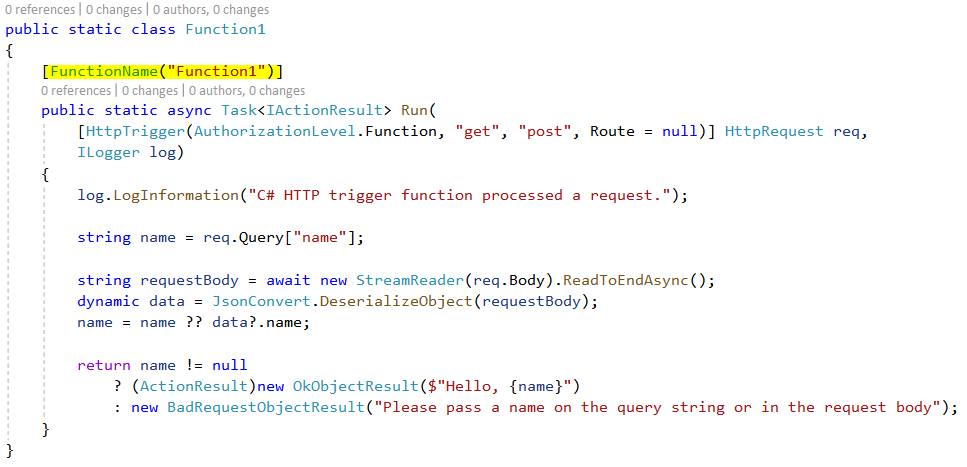 0 references | 0 changes | 0 authors, 0 changes
public static class Function1
{
[FunctionName("Function1")]
0 references | 0 changes | 0 authors, 0 changes
public static async Task<IActionResult> Run(
[HttpTrigger(AuthorizationLevel.Function, "get", "post", Route = null)] HttpRequest req,
ILogger log)
{
log.LogInformation("C# HTTP trigger function processed a request.");
string name = req.Query["name"];
string requestBody = await new StreamReader(req.Body).ReadToEndAsync();
dynamic data = JsonConvert.DeserializeObject(requestBody);
name = name ?? data?.name;
return name != null
? (ActionResult)new OkObjectResult($"Hello, {name}")
: new BadRequestObjectResult("Please pass a name on the query string or in the request body");
}
}